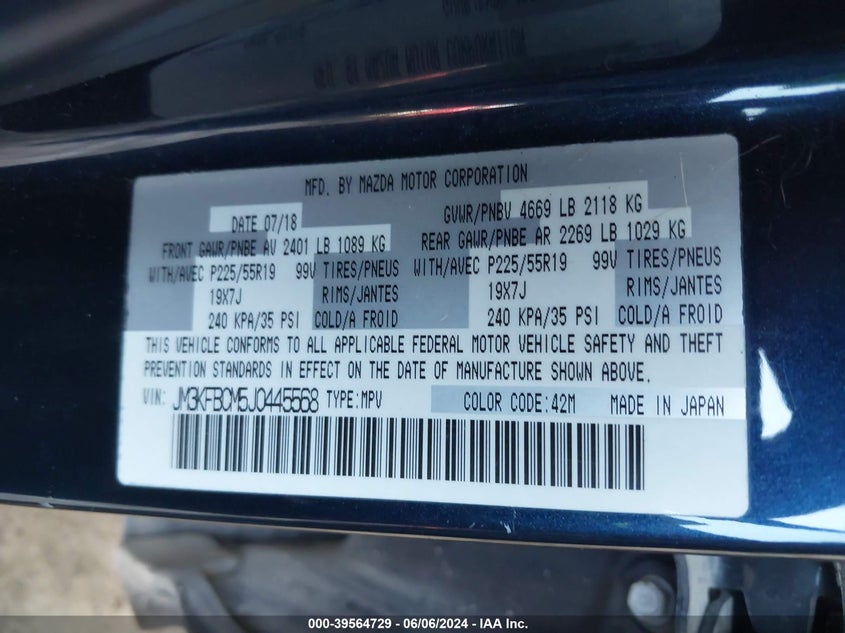 MFD. BY MAZDA MOTOR CORPORATION
DATE 07/18 GVWR/PNBV 4669 LB 2118 KG
FRONT GAWR/PNBE AV 2401 LB 1089 KG REAR GAWR/PNBE AR 2269 LB 1029 KG
WITH/AVEC P225/55R19 99V TIRES/PNEUS WITH/AVEC P225/55R19 99V TIRES/PNEUS
19X7J RIMS/JANTES 19X7J RIMS/JANTES
240 KPA/35 PSI COLD/A FROID 240 KPA/35 PSI COLD/A FROID
THIS VEHICLE CONFORMS TO ALL APPLICABLE FEDERAL MOTOR VEHICLE SAFETY AND THEFT
PREVENTION STANDARDS IN EFFECT ON THE DATE OF MANUFACTURE SHOWN ABOVE.
VIN: JM3KFBCM5J0445568 TYPE:MPV COLOR CODE:42M MADE IN JAPAN
000-39564729 - 06/06/2024 - IAA Inc.